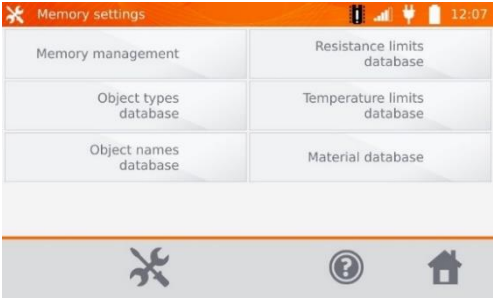 Memory settings 12:07
Memory management
Resistance limits
database
Object types
database
Temperature limits
database
Object names
database
Material database
?